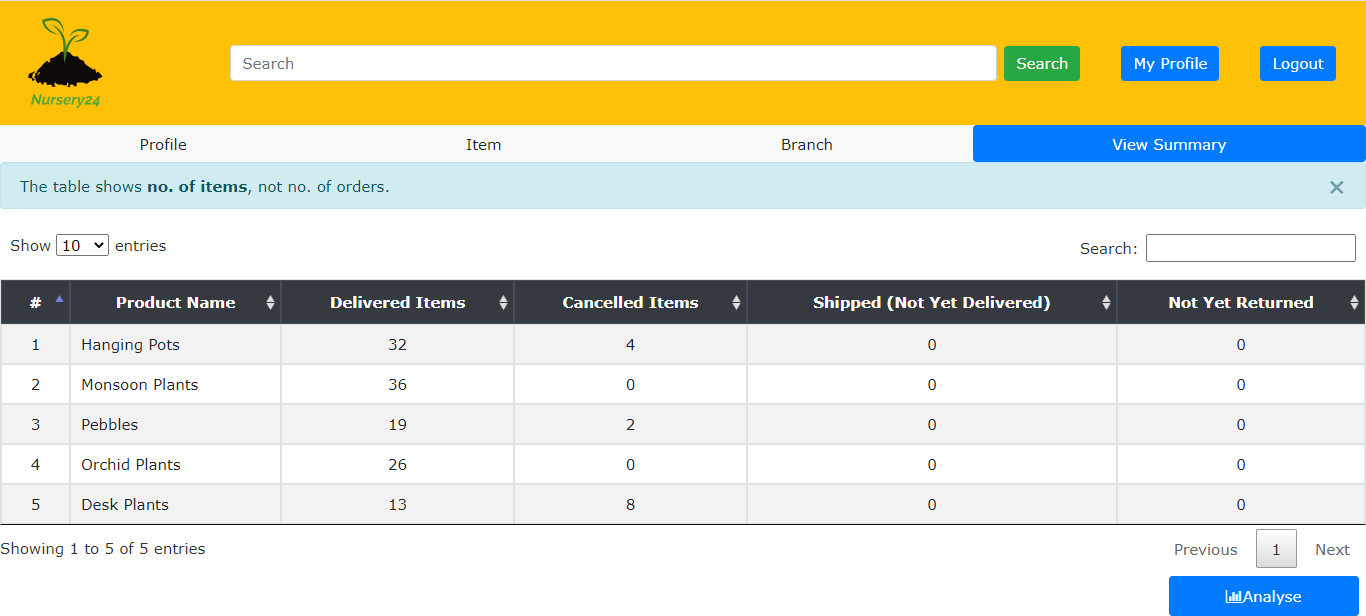 Nursery24
Search Search My Profile Logout
Profile Item Branch View Summary
The table shows no. of items, not no. of orders. ×
Show 10 entries Search:
# Product Name Delivered Items Cancelled Items Shipped (Not Yet Delivered) Not Yet Returned
1 Hanging Pots 32 4 0 0
2 Monsoon Plants 36 0 0 0
3 Pebbles 19 2 0 0
4 Orchid Plants 26 0 0 0
5 Desk Plants 13 8 0 0
Showing 1 to 5 of 5 entries Previous 1 Next
Analyse